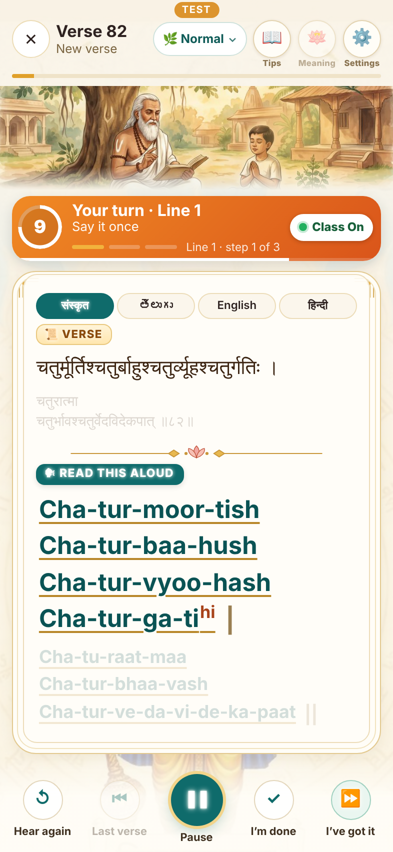 TEST
Verse 82
New verse
🌿 Normal
Tips
Meaning
Settings
9
Your turn · Line 1
Say it once
Line 1 · step 1 of 3
Class On
संस्कृत
తెలుగు
English
हिन्दी
📜 VERSE
चतुर्मूर्तिश्चतुर्बाहुश्चतुर्व्यूहश्चतुर्गतिः ।
चतुरात्मा
चतुर्भावश्चतुर्वेदविदेकपात् ॥८२॥
🗣 READ THIS ALOUD
Cha-tur-moor-tish
Cha-tur-baa-hush
Cha-tur-vyoo-hash
Cha-tur-ga-tihi |
Cha-tu-raat-maa
Cha-tur-bhaa-vash
Cha-tur-ve-da-vi-de-ka-paat ||
Hear again
Last verse
Pause
I'm done
I've got it